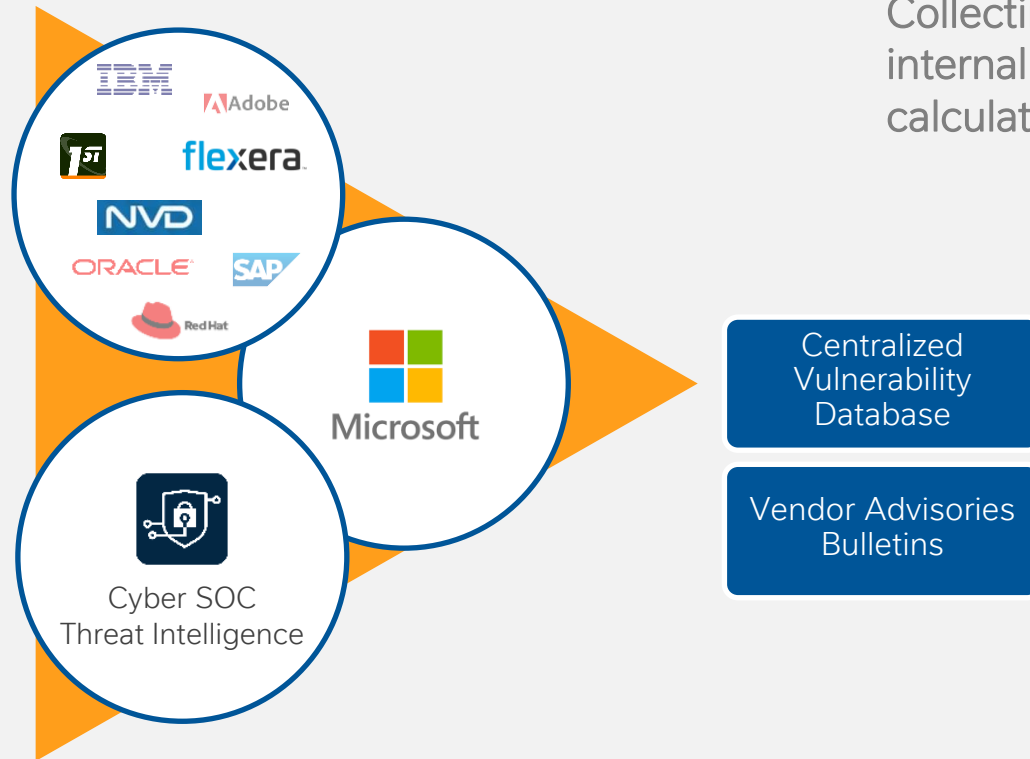 Collecti
internal
calculat
IBM
Adobe
1ST
flexera
NVD
ORACLE
SAP
Red Hat
Microsoft
Cyber SOC
Threat Intelligence
Centralized
Vulnerability
Database
Vendor Advisories
Bulletins